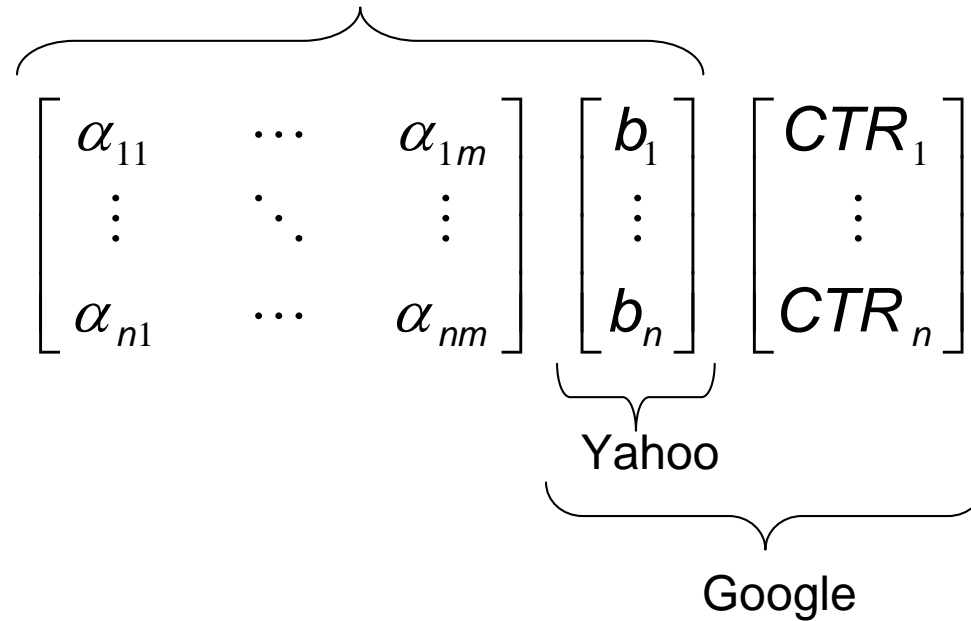 α₁₁ ⋯ α₁ₘ b₁ CTR₁
⋮ ⋱ ⋮ ⋮ ⋮
αₙ₁ ⋯ αₙₘ bₙ CTRₙ
Yahoo
Google